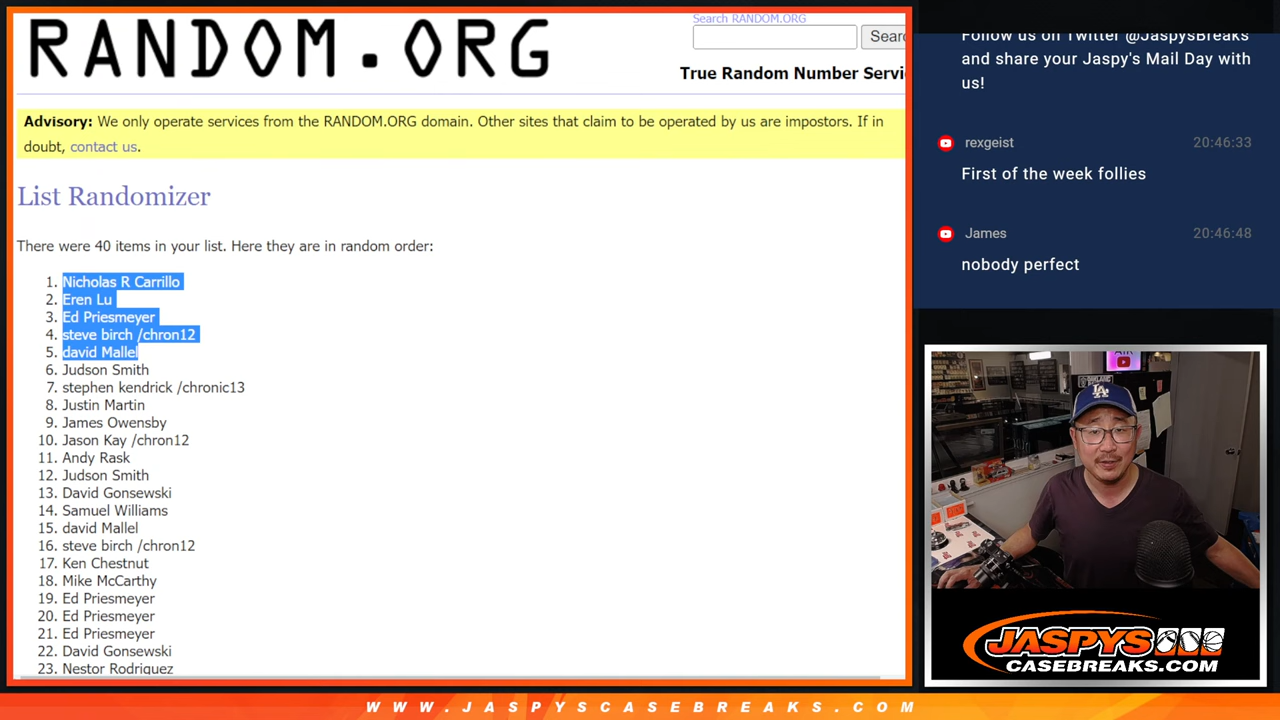 RANDOM.ORG
Search RANDOM.ORG
Searc
True Random Number Servi
Advisory: We only operate services from the RANDOM.ORG domain. Other sites that claim to be operated by us are impostors. If in
doubt, contact us.
List Randomizer
There were 40 items in your list. Here they are in random order:
1. Nicholas R Carrillo
2. Eren Lu
3. Ed Priesmeyer
4. steve birch /chron12
5. david Mallel
6. Judson Smith
7. stephen kendrick /chronic13
8. Justin Martin
9. James Owensby
10. Jason Kay /chron12
11. Andy Rask
12. Judson Smith
13. David Gonsewski
14. Samuel Williams
15. david Mallel
16. steve birch /chron12
17. Ken Chestnut
18. Mike McCarthy
19. Ed Priesmeyer
20. Ed Priesmeyer
21. Ed Priesmeyer
22. David Gonsewski
23. Nestor Rodriguez
Follow us on Twitter @JaspysBreaks
and share your Jaspy's Mail Day with
us!
rexgeist 20:46:33
First of the week follies
James 20:46:48
nobody perfect
LA
JASPYS
CASEBREAKS.COM
WWW.JASPYSCASEBREAKS.COM